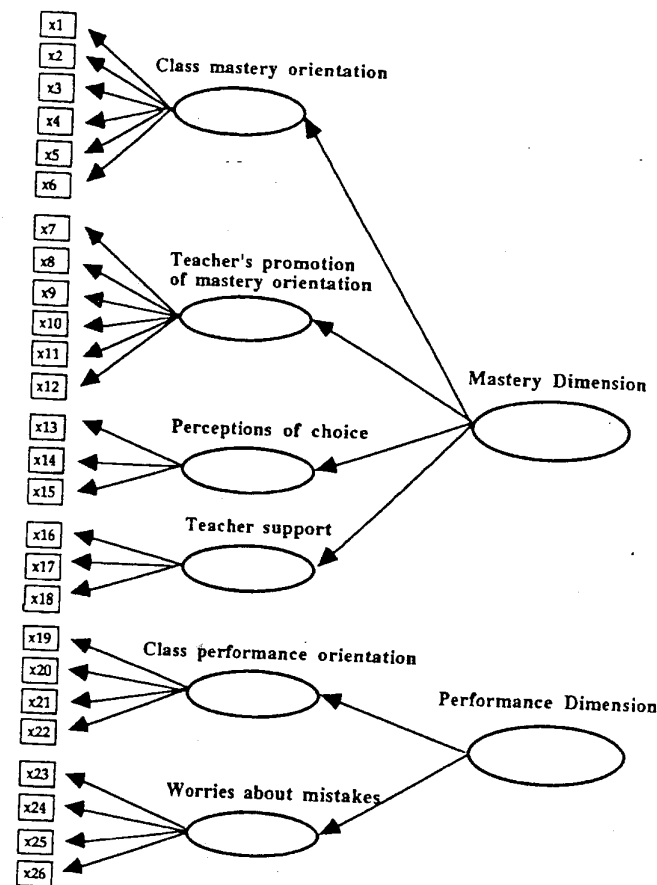 x1
x2
x3
x4
x5
x6
Class mastery orientation
x7
x8
x9
x10
x11
x12
Teacher's promotion
of mastery orientation
Mastery Dimension
x13
x14
x15
Perceptions of choice
x16
x17
x18
Teacher support
x19
x20
x21
x22
Class performance orientation
Performance Dimension
x23
x24
x25
x26
Worries about mistakes